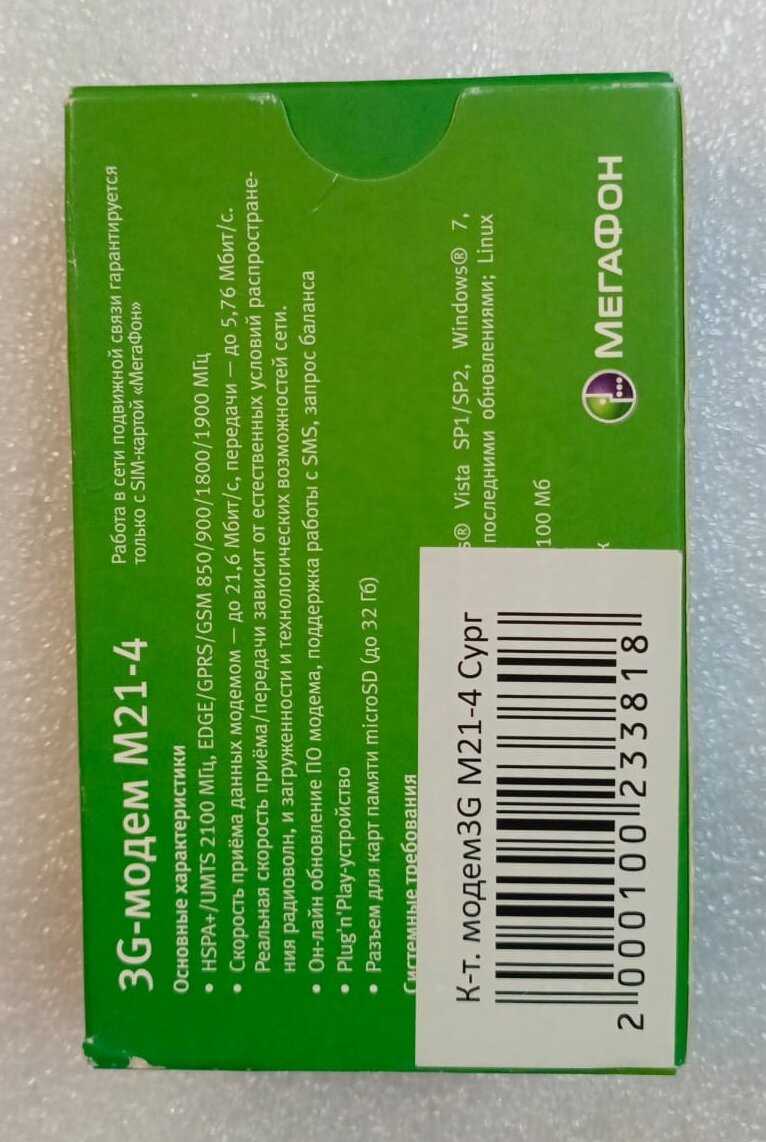 3G-модем M21-4
Работа в сети подвижной связи гарантируется
только с SIM-картой «МегаФон»
Основные характеристики
• HSPA+/UMTS 2100 МГц, EDGE/GPRS/GSM 850/900/1800/1900 МГц
• Скорость приёма данных модемом — до 21,6 Мбит/с, передачи — до 5,76 Мбит/с.
Реальная скорость приёма/передачи зависит от естественных условий распростране-
ния радиоволн, и загруженности и технологических возможностей сети.
• Он-лайн обновление ПО модема, поддержка работы с SMS, запрос баланса
• Plug'n'Play-устройство
• Разъем для карт памяти microSD (до 32 Гб)
Системные требования
s® Vista SP1/SP2, Windows® 7,
последними обновлениями; Linux
100 Мб
МЕГАФОН
К-т. модем3G M21-4 Сург
2 000100 233818